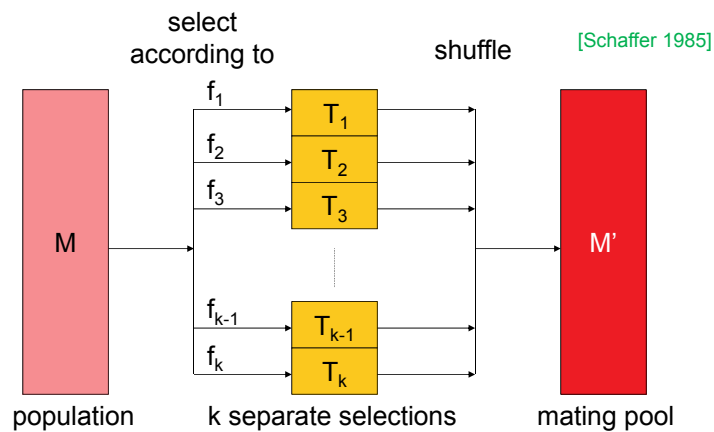 select
according to
shuffle
[Schaffer 1985]
f₁
T₁
f₂
T₂
f₃
T₃
M
M’
fₖ₋₁
Tₖ₋₁
fₖ
Tₖ
population
k separate selections
mating pool